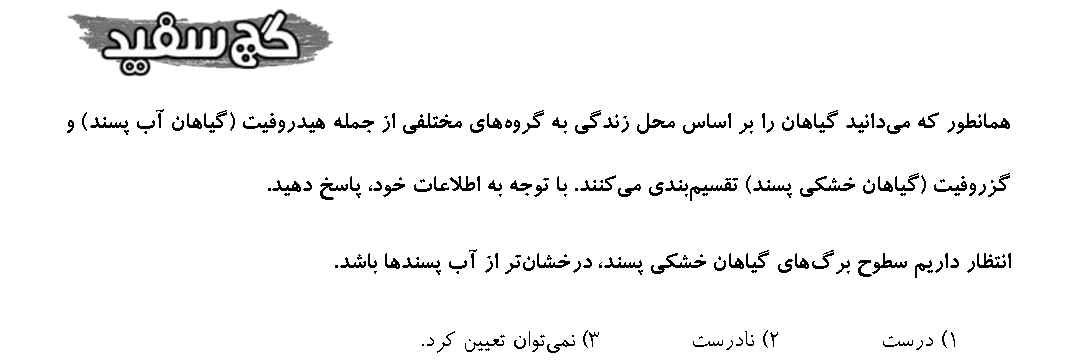 گچ سفید
همانطور که می‌دانید گیاهان را بر اساس محل زندگی به گروه‌های مختلفی از جمله هیدروفیت (گیاهان آب پسند) و
گزروفیت (گیاهان خشکی پسند) تقسیم‌بندی می‌کنند. با توجه به اطلاعات خود، پاسخ دهید.
انتظار داریم سطوح برگ‌های گیاهان خشکی پسند، درخشان‌تر از آب پسندها باشد.
۱) درست ۲) نادرست ۳) نمی‌توان تعیین کرد.